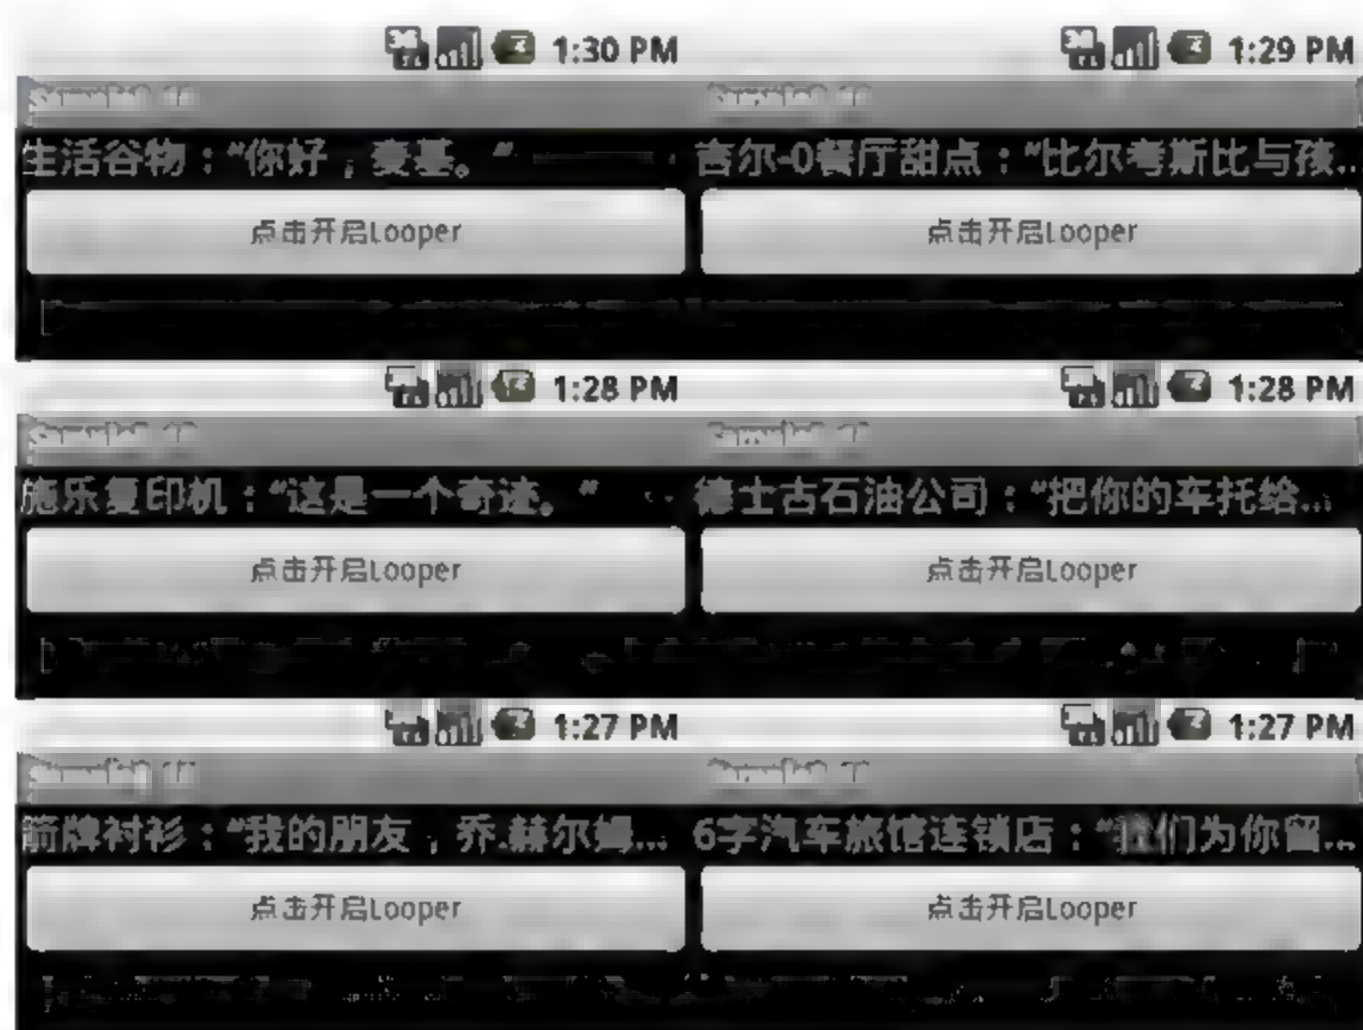 1:30 PM
1:29 PM
生活谷物：“你好，麦基。”
吉尔-0餐厅甜点：“比尔考斯比与孩...
点击开启Looper
点击开启Looper
1:28 PM
1:28 PM
施乐复印机：“这是一个奇迹。”
德士古石油公司：“把你的车托给...
点击开启Looper
点击开启Looper
1:27 PM
1:27 PM
箭牌衬衫：“我的朋友，乔.赫尔姆...
6字汽车旅馆连锁店：“我们为你留...
点击开启Looper
点击开启Looper